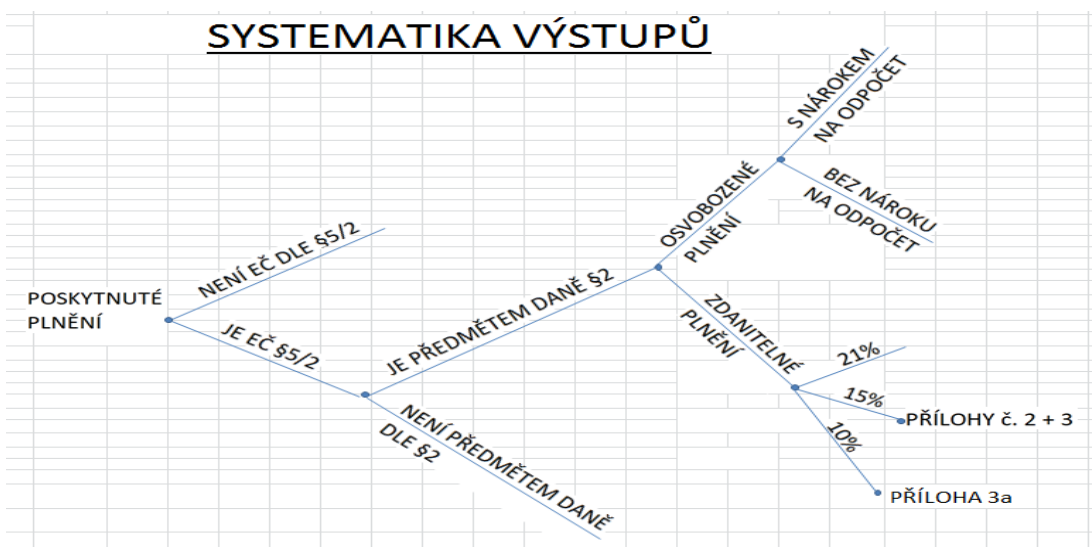 SYSTEMATIKA VÝSTUPŮ
S NÁROKEM
NA ODPOČET
BEZ NÁROKU
NA ODPOČET
OSVOBOZENÉ
PLNĚNÍ
NENÍ EČ DLE §5/2
POSKYTNUTÉ
PLNĚNÍ
JE EČ §5/2
JE PŘEDMĚTEM DANĚ §2
ZDANITELNÉ
PLNĚNÍ
21%
15%
PŘÍLOHY č. 2 + 3
10%
PŘÍLOHA 3a
NENÍ PŘEDMĚTEM DANĚ
DLE §2